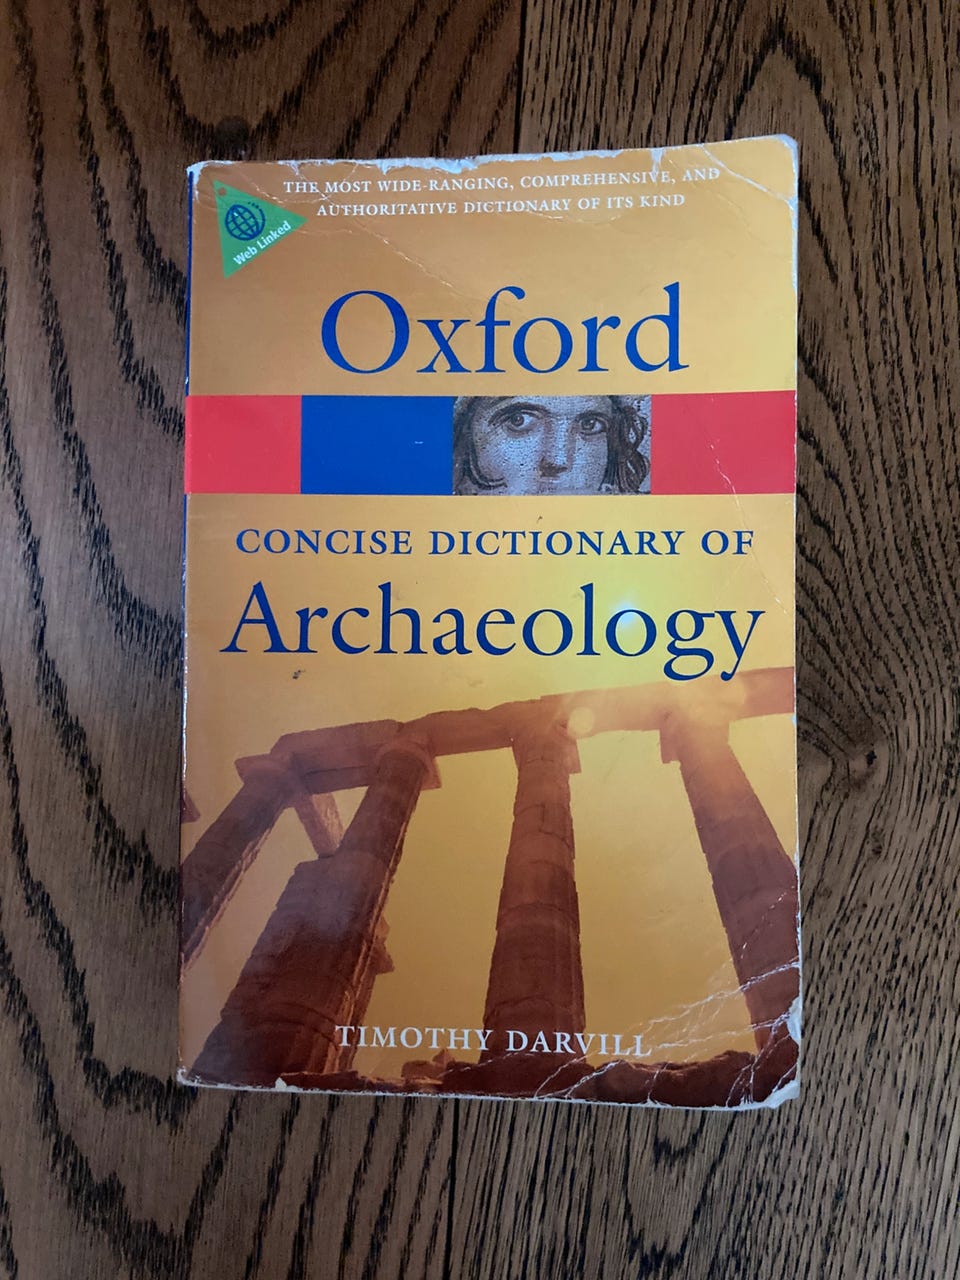 THE MOST WIDE-RANGING, COMPREHENSIVE, AND
AUTHORITATIVE DICTIONARY OF ITS KIND
Web Linked
Oxford
CONCISE DICTIONARY OF
Archaeology
TIMOTHY DARVILL